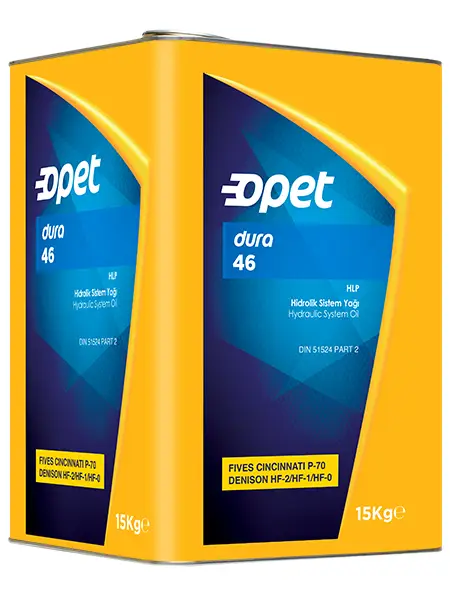 Opet
dura
46
HLP
Hidrolik Sistem Yağı
Hydraulic System Oil
DIN 51524 PART 2
FIVES CINCINNATI P-70
DENISON HF-2/HF-1/HF-0
15Kg℮
Opet
dura
46
HLP
Hidrolik Sistem Yağı
Hydraulic System Oil
DIN 51524 PART 2
FIVES CINCINNATI P-70
DENISON HF-2/HF-1/HF-0
15Kg℮